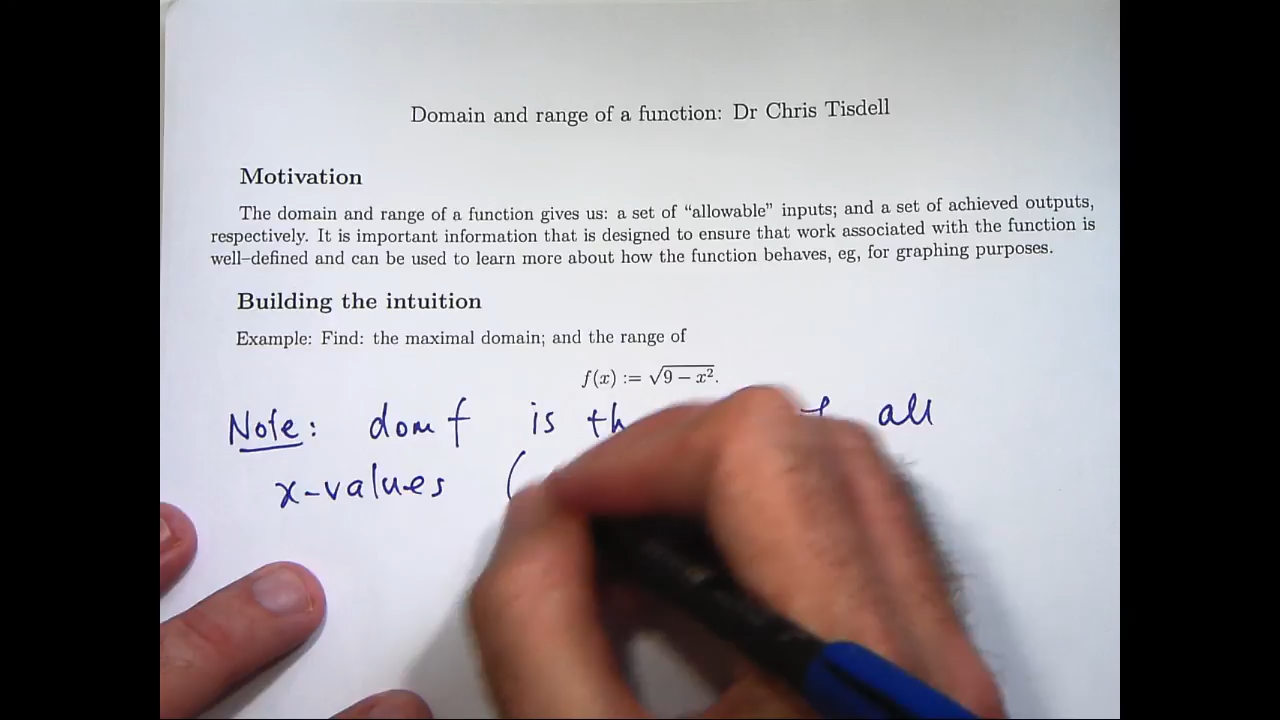 Domain and range of a function: Dr Chris Tisdell
Motivation
The domain and range of a function gives us: a set of “allowable” inputs; and a set of achieved outputs,
respectively. It is important information that is designed to ensure that work associated with the function is
well–defined and can be used to learn more about how the function behaves, eg, for graphing purposes.
Building the intuition
Example: Find: the maximal domain; and the range of
f(x) := √(9 − x²).
Note: dom f is th all
x-values (